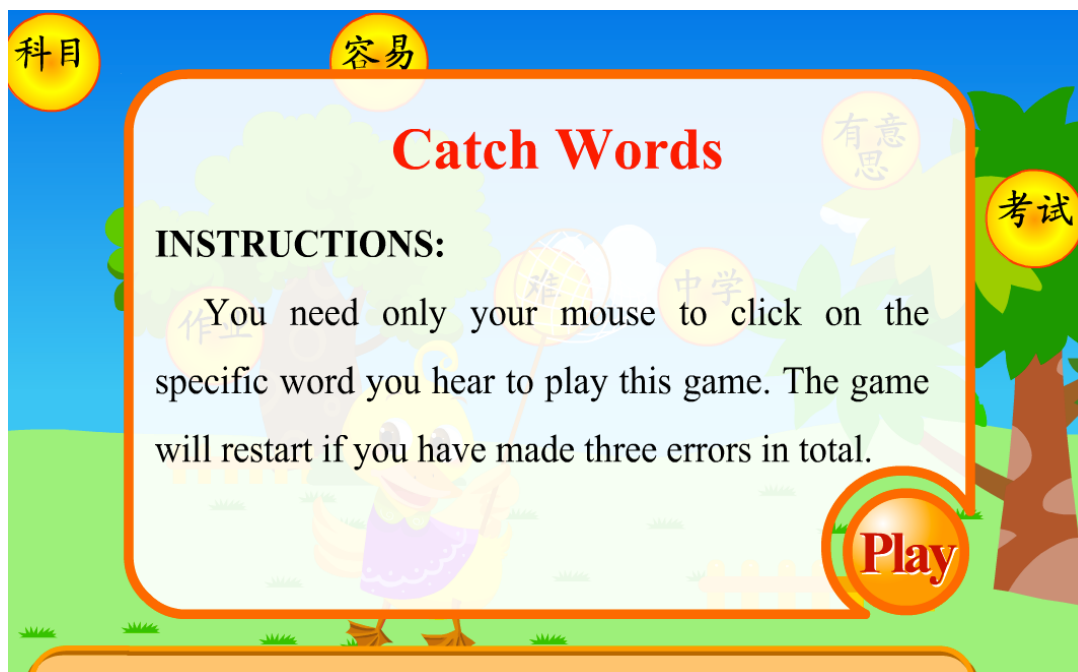 科目
容易
Catch Words
有意
思
考试
INSTRUCTIONS:
难
中学
作业
You need only your mouse to click on the
specific word you hear to play this game. The game
will restart if you have made three errors in total.
Play